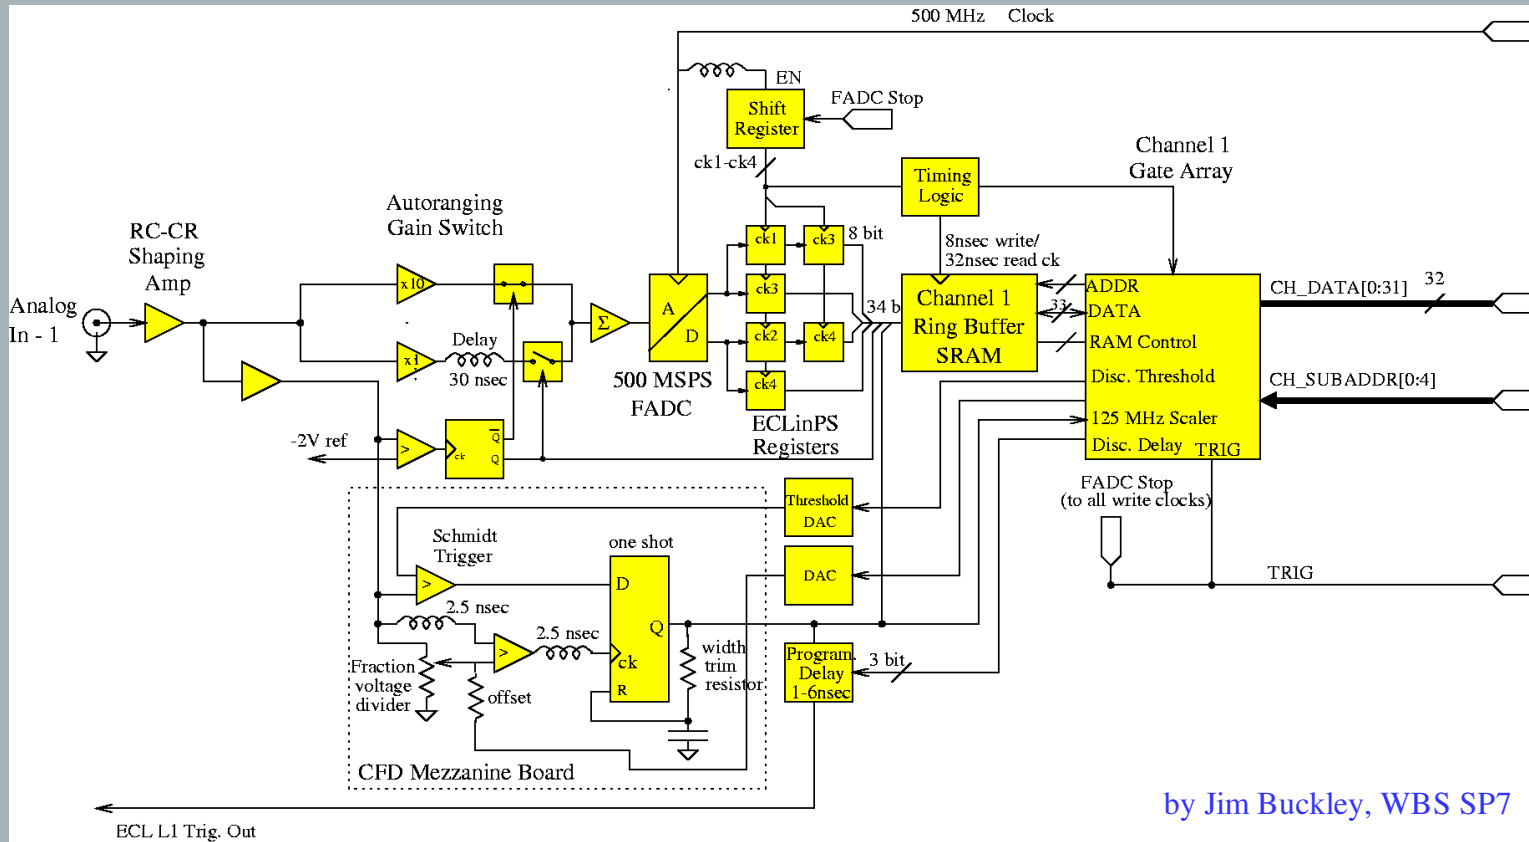 500 MHz Clock
EN
Shift
Register
FADC Stop
ck1-ck4
Timing
Logic
Channel 1
Gate Array
Autoranging
Gain Switch
RC-CR
Shaping
Amp
Analog
In - 1
x10
x1
Delay
30 nsec
Σ
A
D
500 MSPS
FADC
ck1
ck3
8 bit
ck3
ck2
ck4
ck4
ECLinPS
Registers
34 b
8nsec write/
32nsec read ck
Channel 1
Ring Buffer
SRAM
33
ADDR
DATA
RAM Control
Disc. Threshold
125 MHz Scaler
Disc. Delay
TRIG
CH_DATA[0:31]
32
CH_SUBADDR[0:4]
-2V ref
>
ck
Q
Q
FADC Stop
(to all write clocks)
TRIG
Threshold
DAC
DAC
Schmidt
Trigger
one shot
>
D
Q
ck
R
2.5 nsec
2.5 nsec
>
Fraction
voltage
divider
offset
width
trim
resistor
Program.
Delay
1-6nsec
3 bit
CFD Mezzanine Board
ECL L1 Trig. Out
by Jim Buckley, WBS SP7